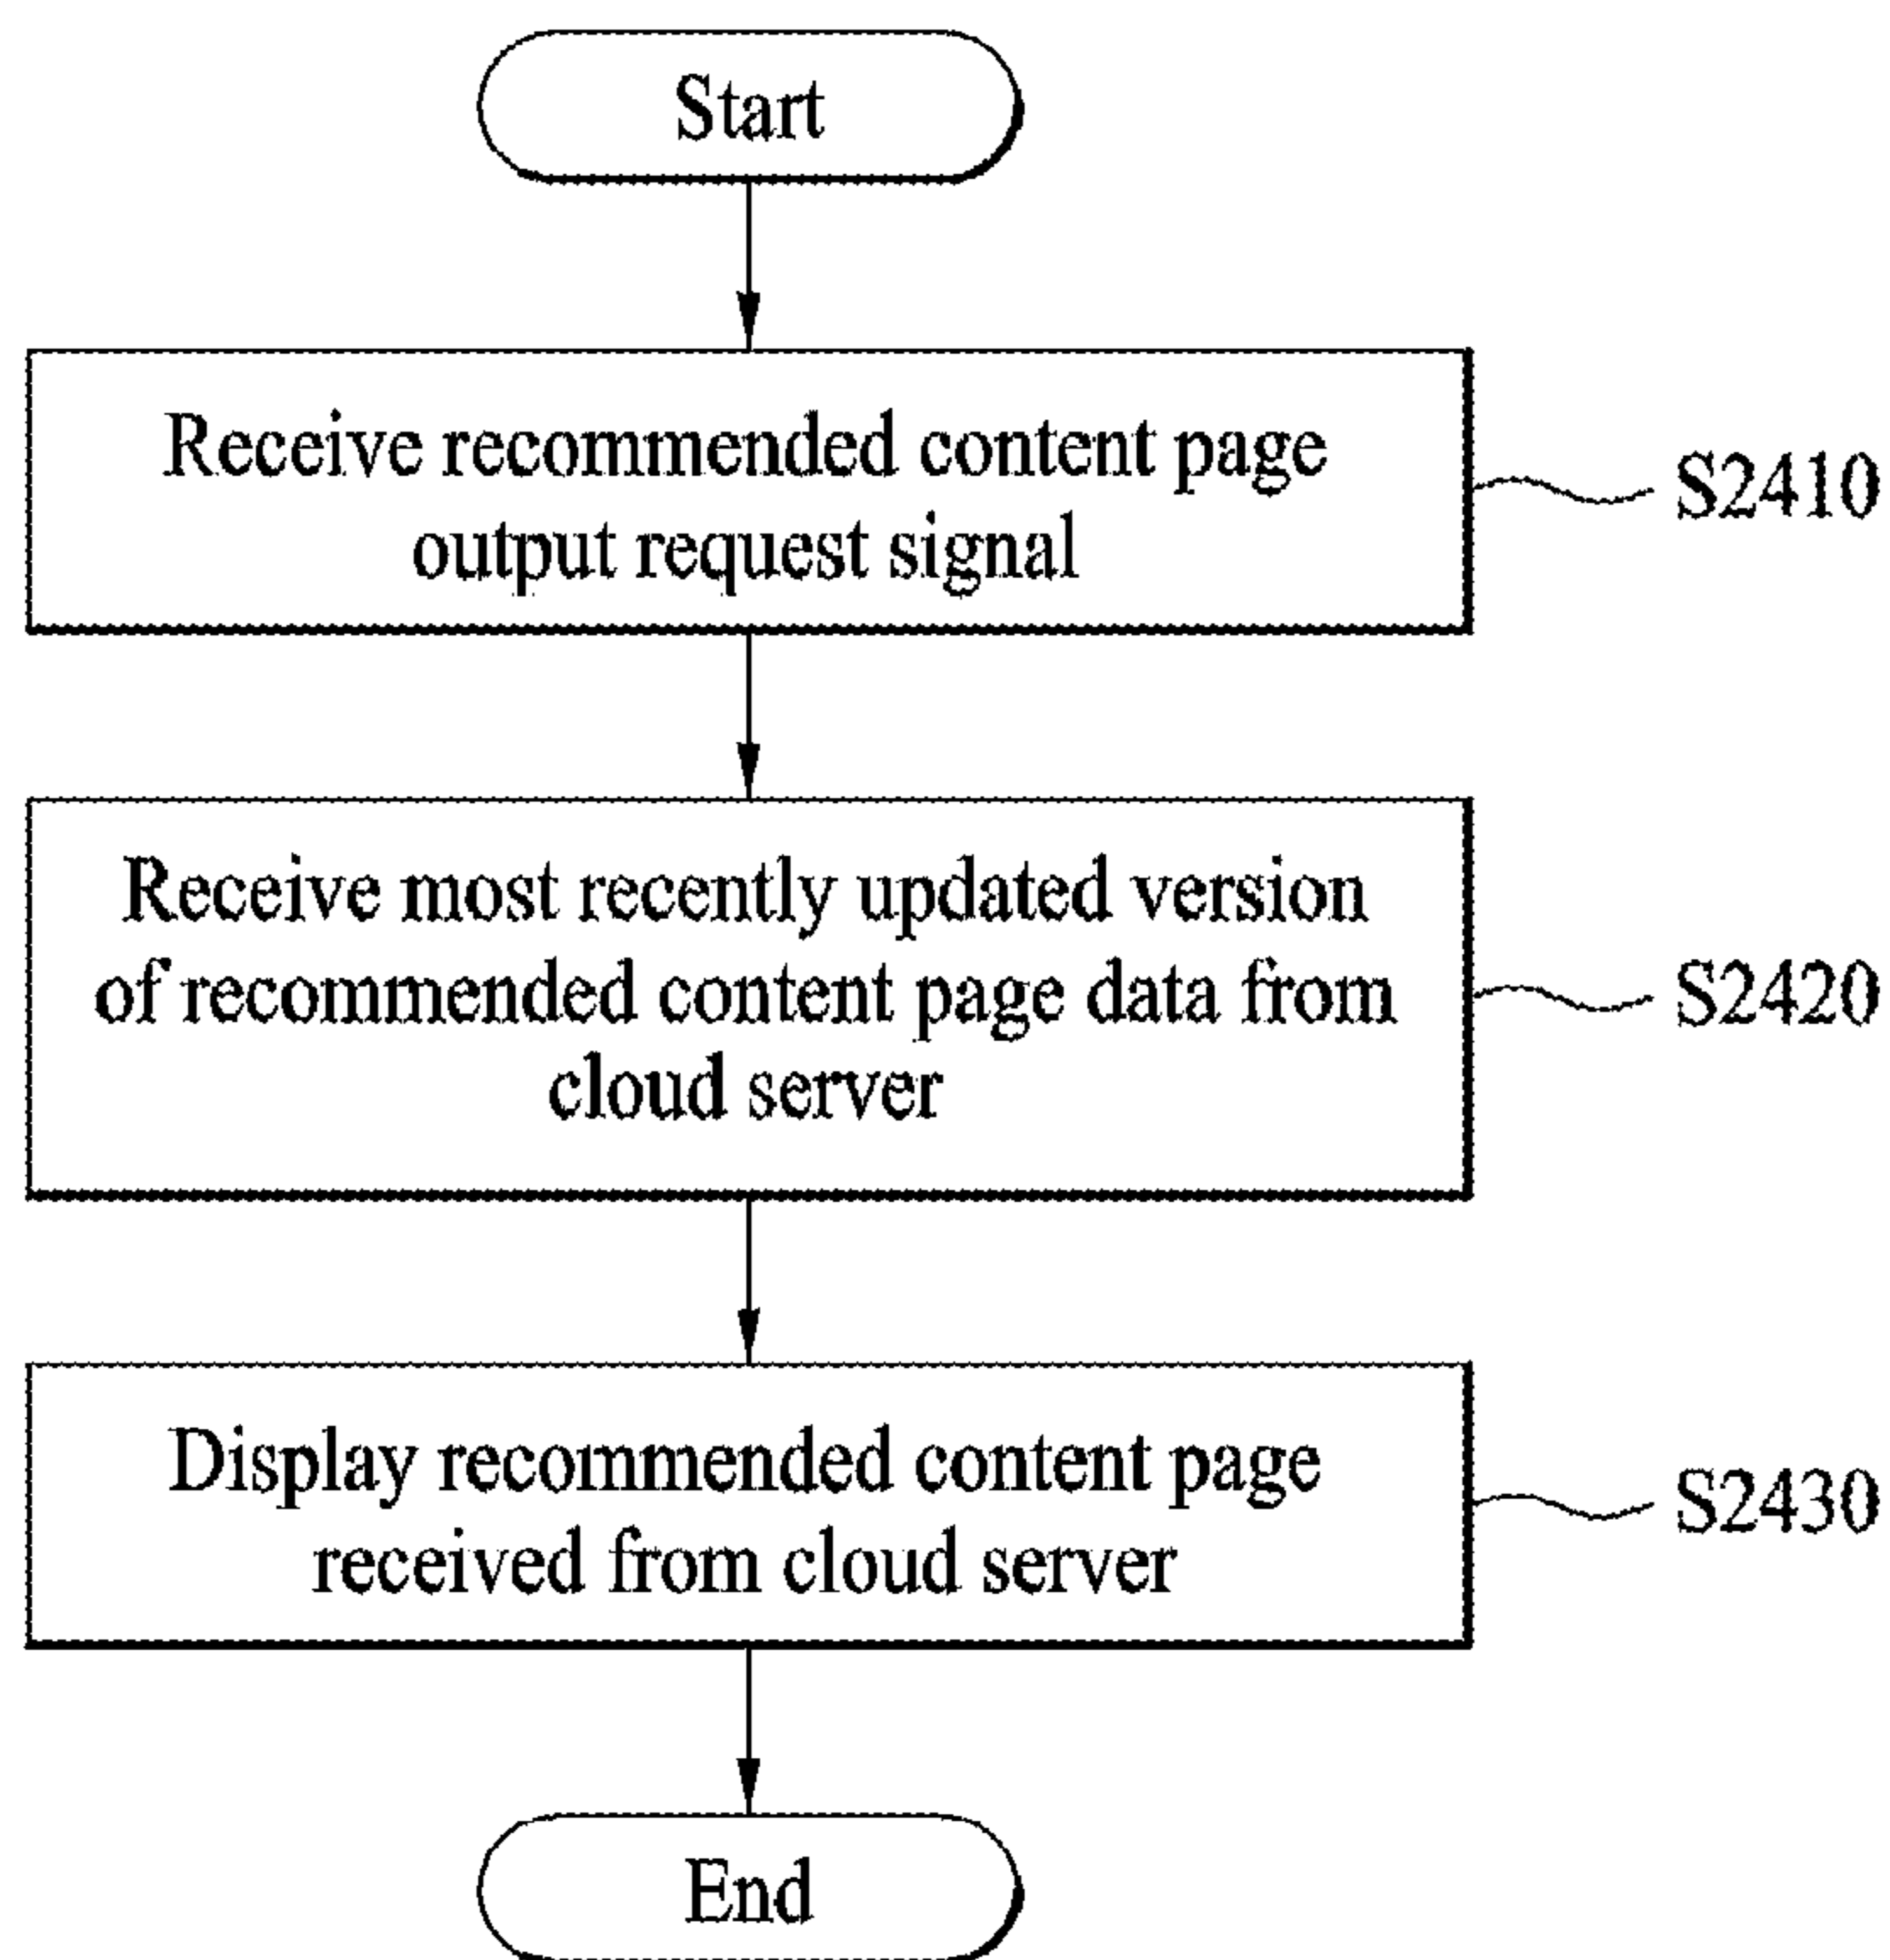 Start
Receive recommended content page
output request signal
S2410
Receive most recently updated version
of recommended content page data from
cloud server
S2420
Display recommended content page
received from cloud server
S2430
End